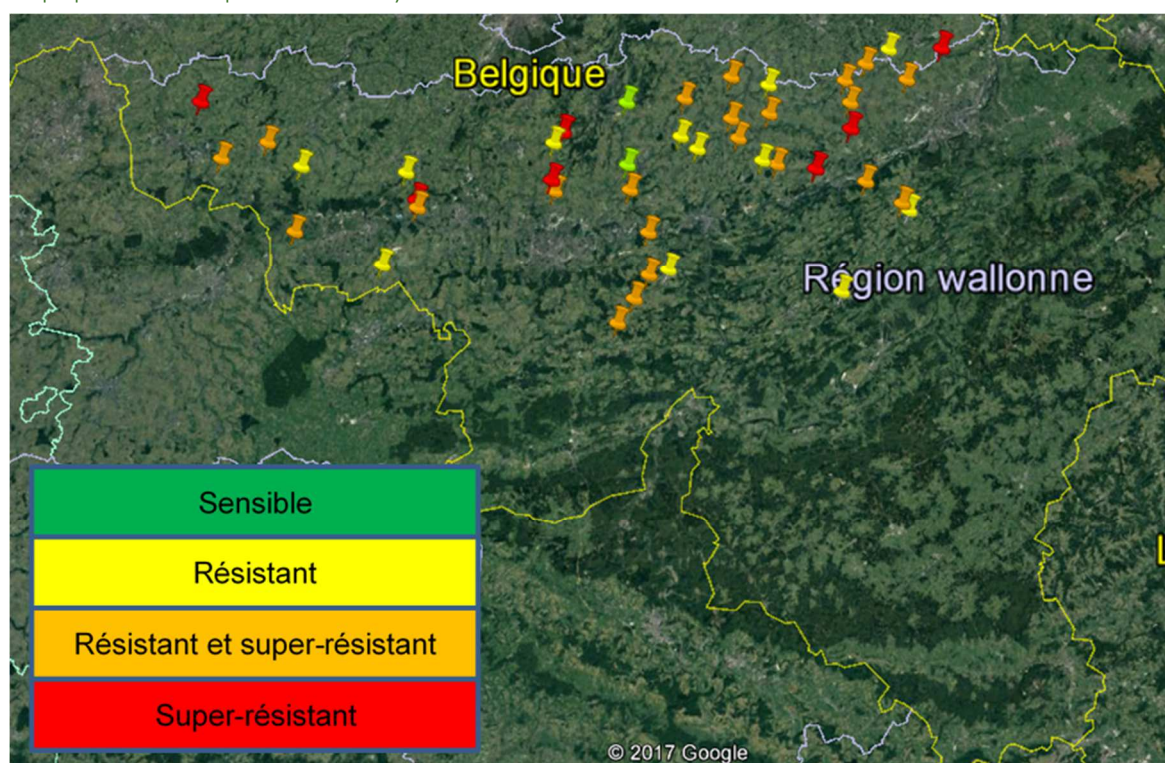 Belgique
Région wallonne
L
Sensible
Résistant
Résistant et super-résistant
Super-résistant
© 2017 Google